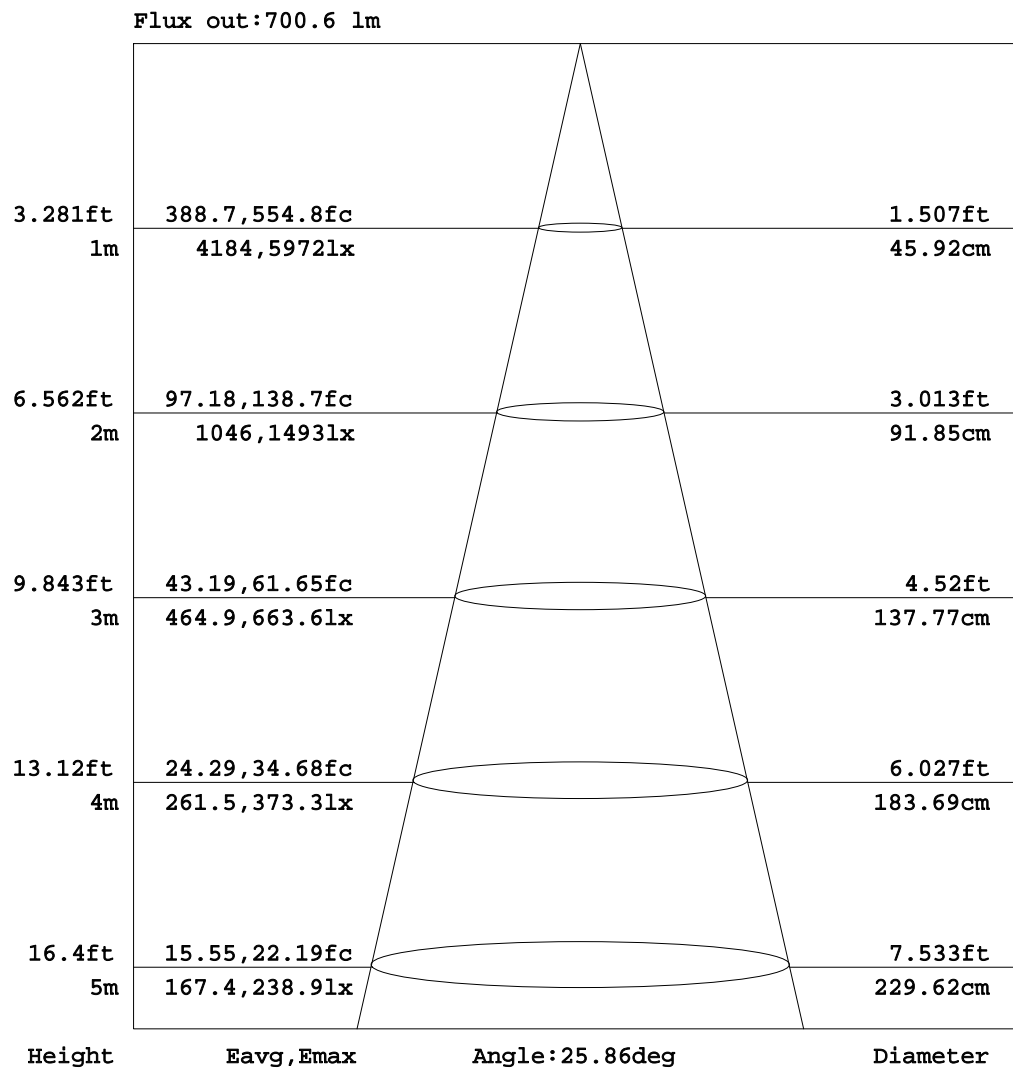 Flux out:700.6 lm
3.281ft 388.7,554.8fc 1.507ft
1m 4184,5972lx 45.92cm
6.562ft 97.18,138.7fc 3.013ft
2m 1046,1493lx 91.85cm
9.843ft 43.19,61.65fc 4.52ft
3m 464.9,663.6lx 137.77cm
13.12ft 24.29,34.68fc 6.027ft
4m 261.5,373.3lx 183.69cm
16.4ft 15.55,22.19fc 7.533ft
5m 167.4,238.9lx 229.62cm
Height Eavg,Emax Angle:25.86deg Diameter